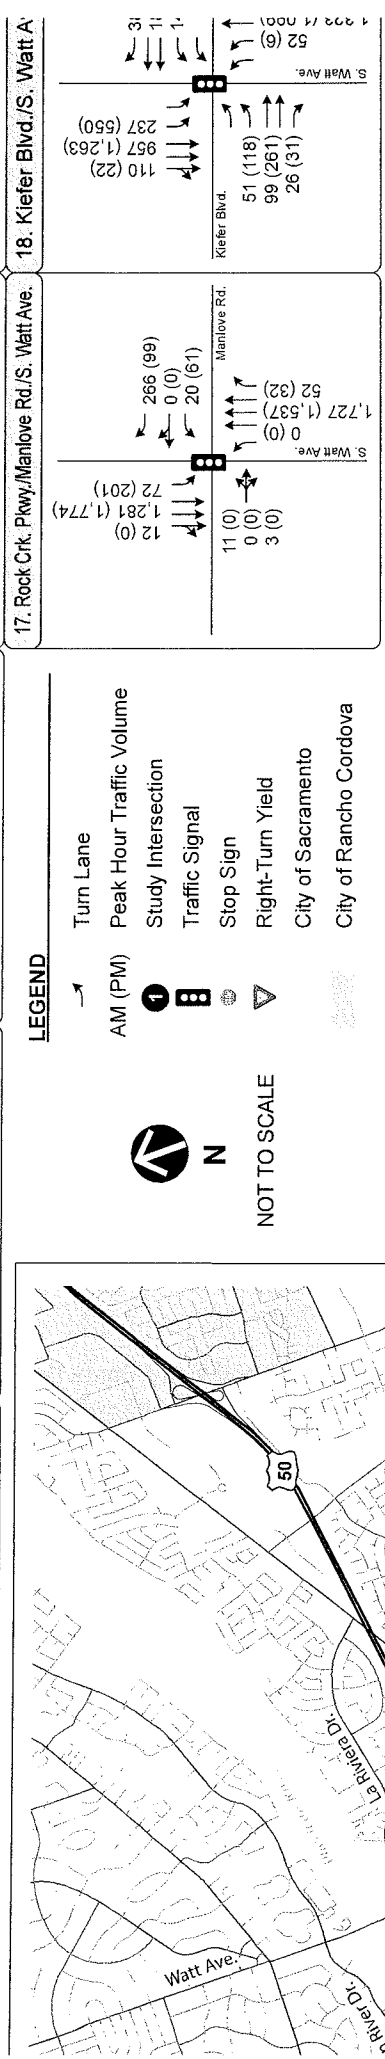 18. Kiefer Blvd./S. Watt A
110 (22)
957 (1,263)
237 (550)
52 (6)
S. Watt Ave.
Kiefer Blvd.
51 (118)
99 (261)
26 (31)
17. Rock Crk. Pkwy./Manlove Rd./S. Watt Ave.
12 (0)
1,281 (1,774)
72 (201)
266 (99)
0 (0)
20 (61)
Manlove Rd.
11 (0)
0 (0)
3 (0)
0 (0)
1,727 (1,537)
52 (32)
S. Watt Ave.
LEGEND
Turn Lane
AM (PM) Peak Hour Traffic Volume
1 Study Intersection
Traffic Signal
Stop Sign
Right-Turn Yield
City of Sacramento
City of Rancho Cordova
N
NOT TO SCALE
50
La Riviera Dr.
Watt Ave.
River Dr.